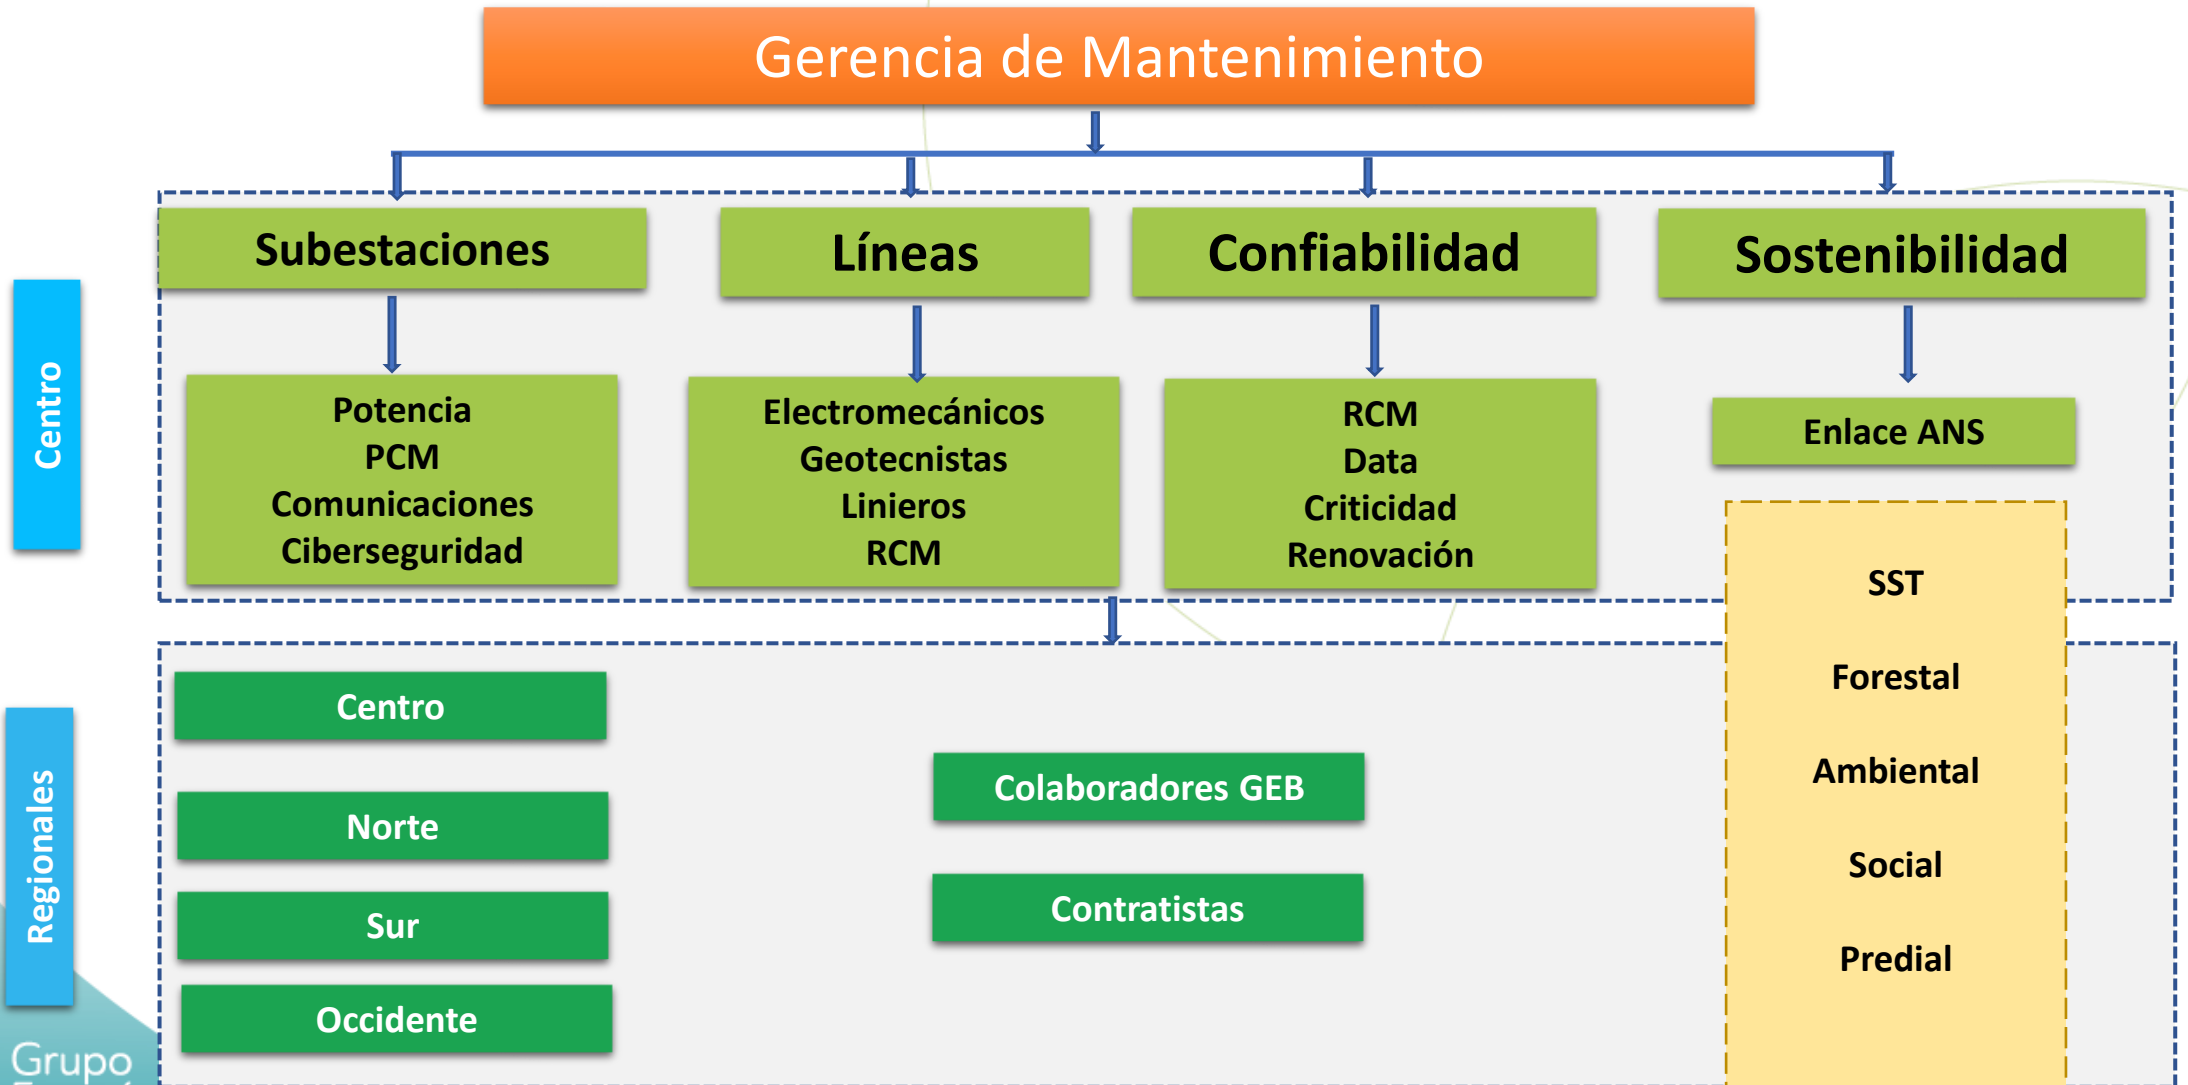 Gerencia de Mantenimiento
Subestaciones
Líneas
Confiabilidad
Sostenibilidad
Centro
Potencia
PCM
Comunicaciones
Ciberseguridad
Electromecánicos
Geotecnistas
Linieros
RCM
RCM
Data
Criticidad
Renovación
Enlace ANS
SST
Forestal
Ambiental
Social
Predial
Regionales
Centro
Norte
Sur
Occidente
Colaboradores GEB
Contratistas
Grupo